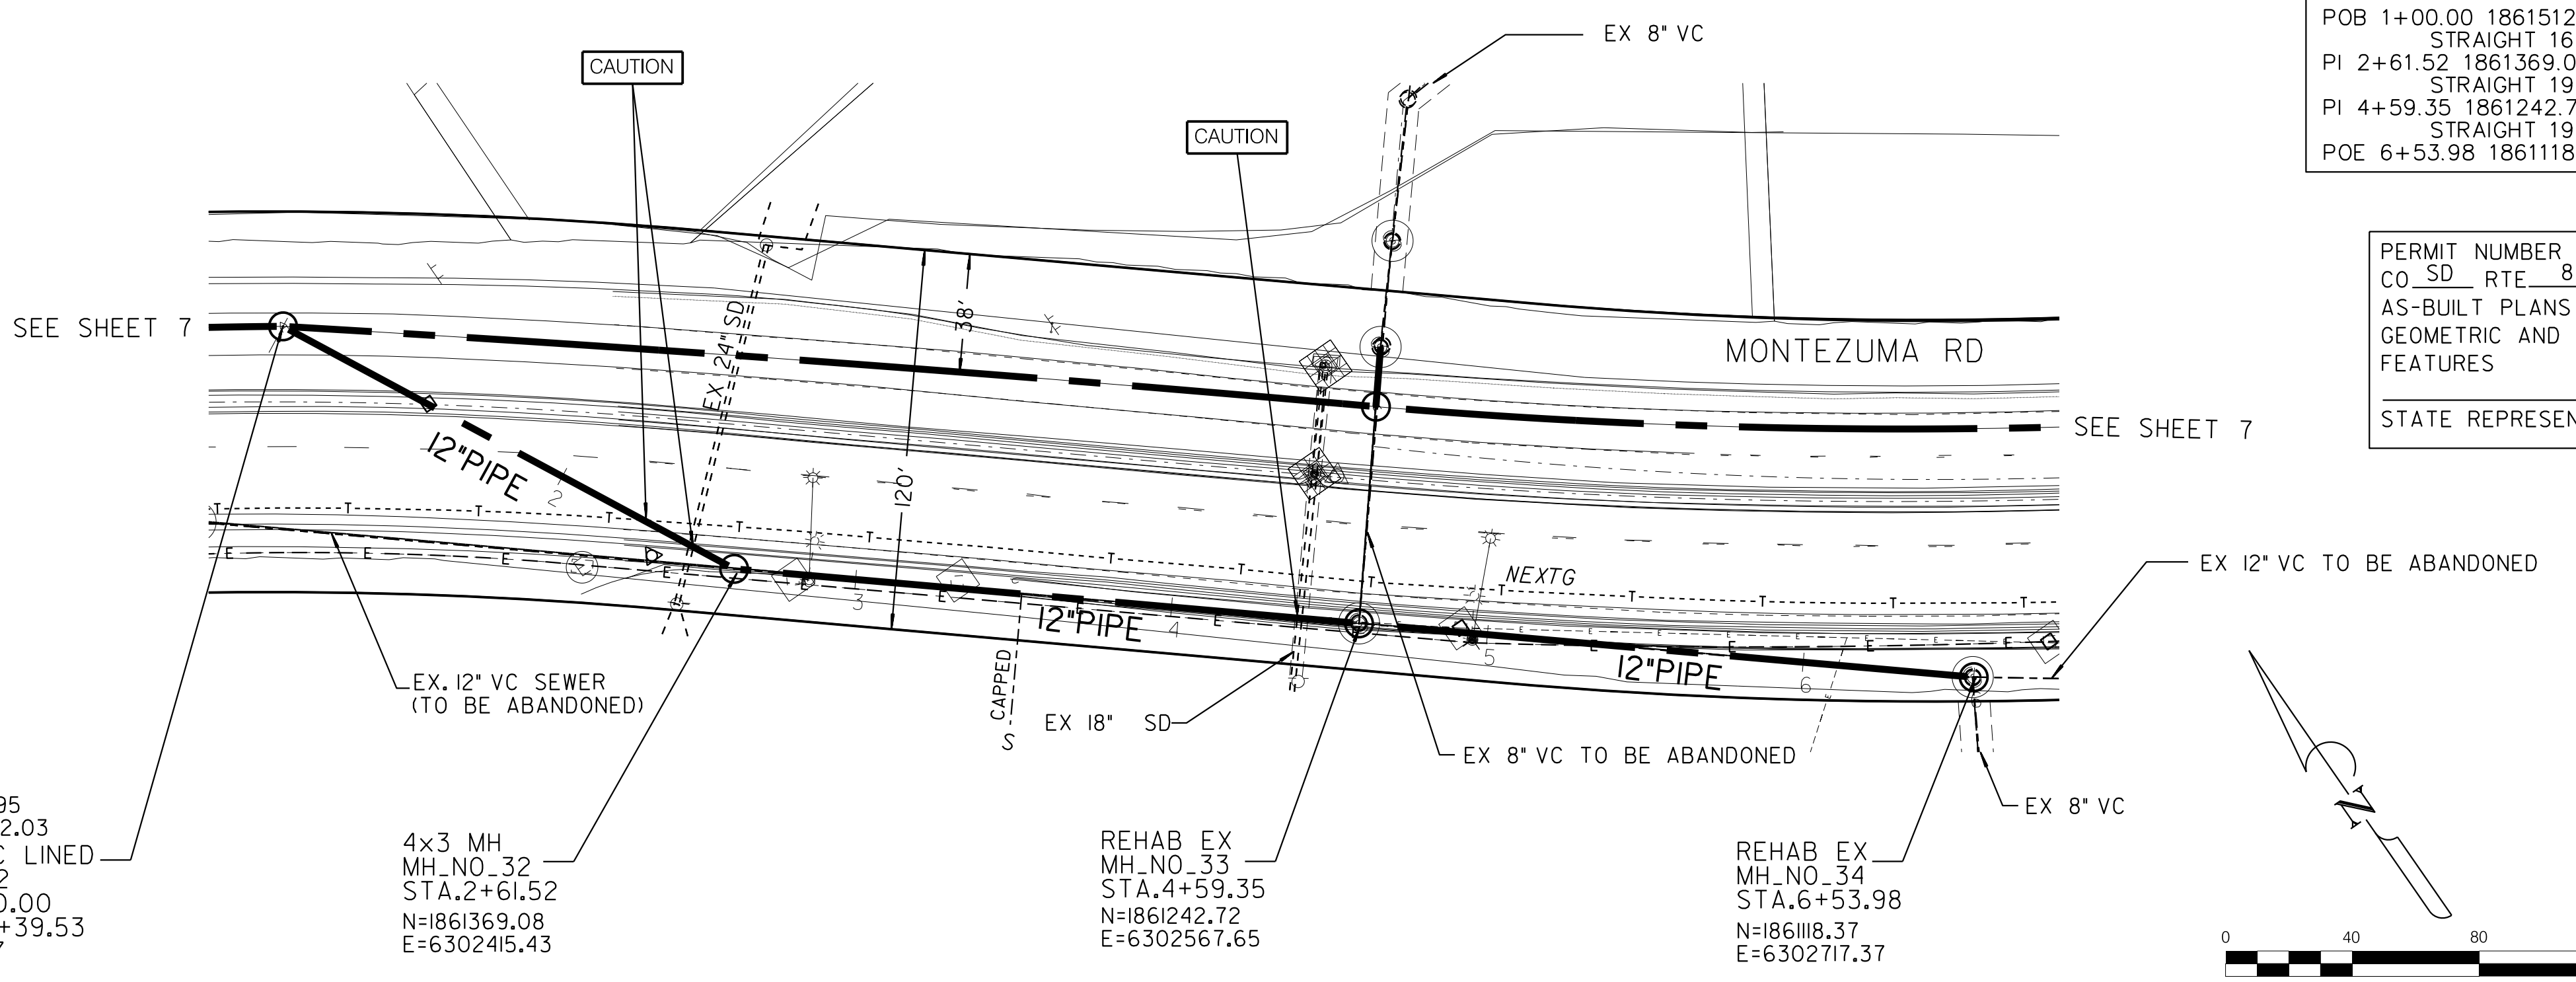 POB 1+00.00 1861512
STRAIGHT 16
PI 2+61.52 1861369.0
STRAIGHT 19
PI 4+59.35 1861242.7
STRAIGHT 19
POE 6+53.98 1861118
EX 8" VC
CAUTION
CAUTION
PERMIT NUMBER
CO SD RTE 8
AS-BUILT PLANS
GEOMETRIC AND
FEATURES
STATE REPRESEN
SEE SHEET 7
EX 24" SD
38'
MONTEZUMA RD
SEE SHEET 7
12"PIPE
2
120'
T T T T T T T T T T T T T T
E E E E E E E E E E E E
NEXTG
EX 12" VC TO BE ABANDONED
3
12"PIPE
4
5
12"PIPE
6
7
EX. 12" VC SEWER
(TO BE ABANDONED)
CAPPED
S
EX 18" SD
EX 8" VC TO BE ABANDONED
EX 8" VC
95
2.03
C LINED
2
0.00
+39.53
7
4x3 MH
MH_NO_32
STA.2+61.52
N=1861369.08
E=6302415.43
REHAB EX
MH_NO_33
STA.4+59.35
N=1861242.72
E=6302567.65
REHAB EX
MH_NO_34
STA.6+53.98
N=1861118.37
E=6302717.37
N
0 40 80